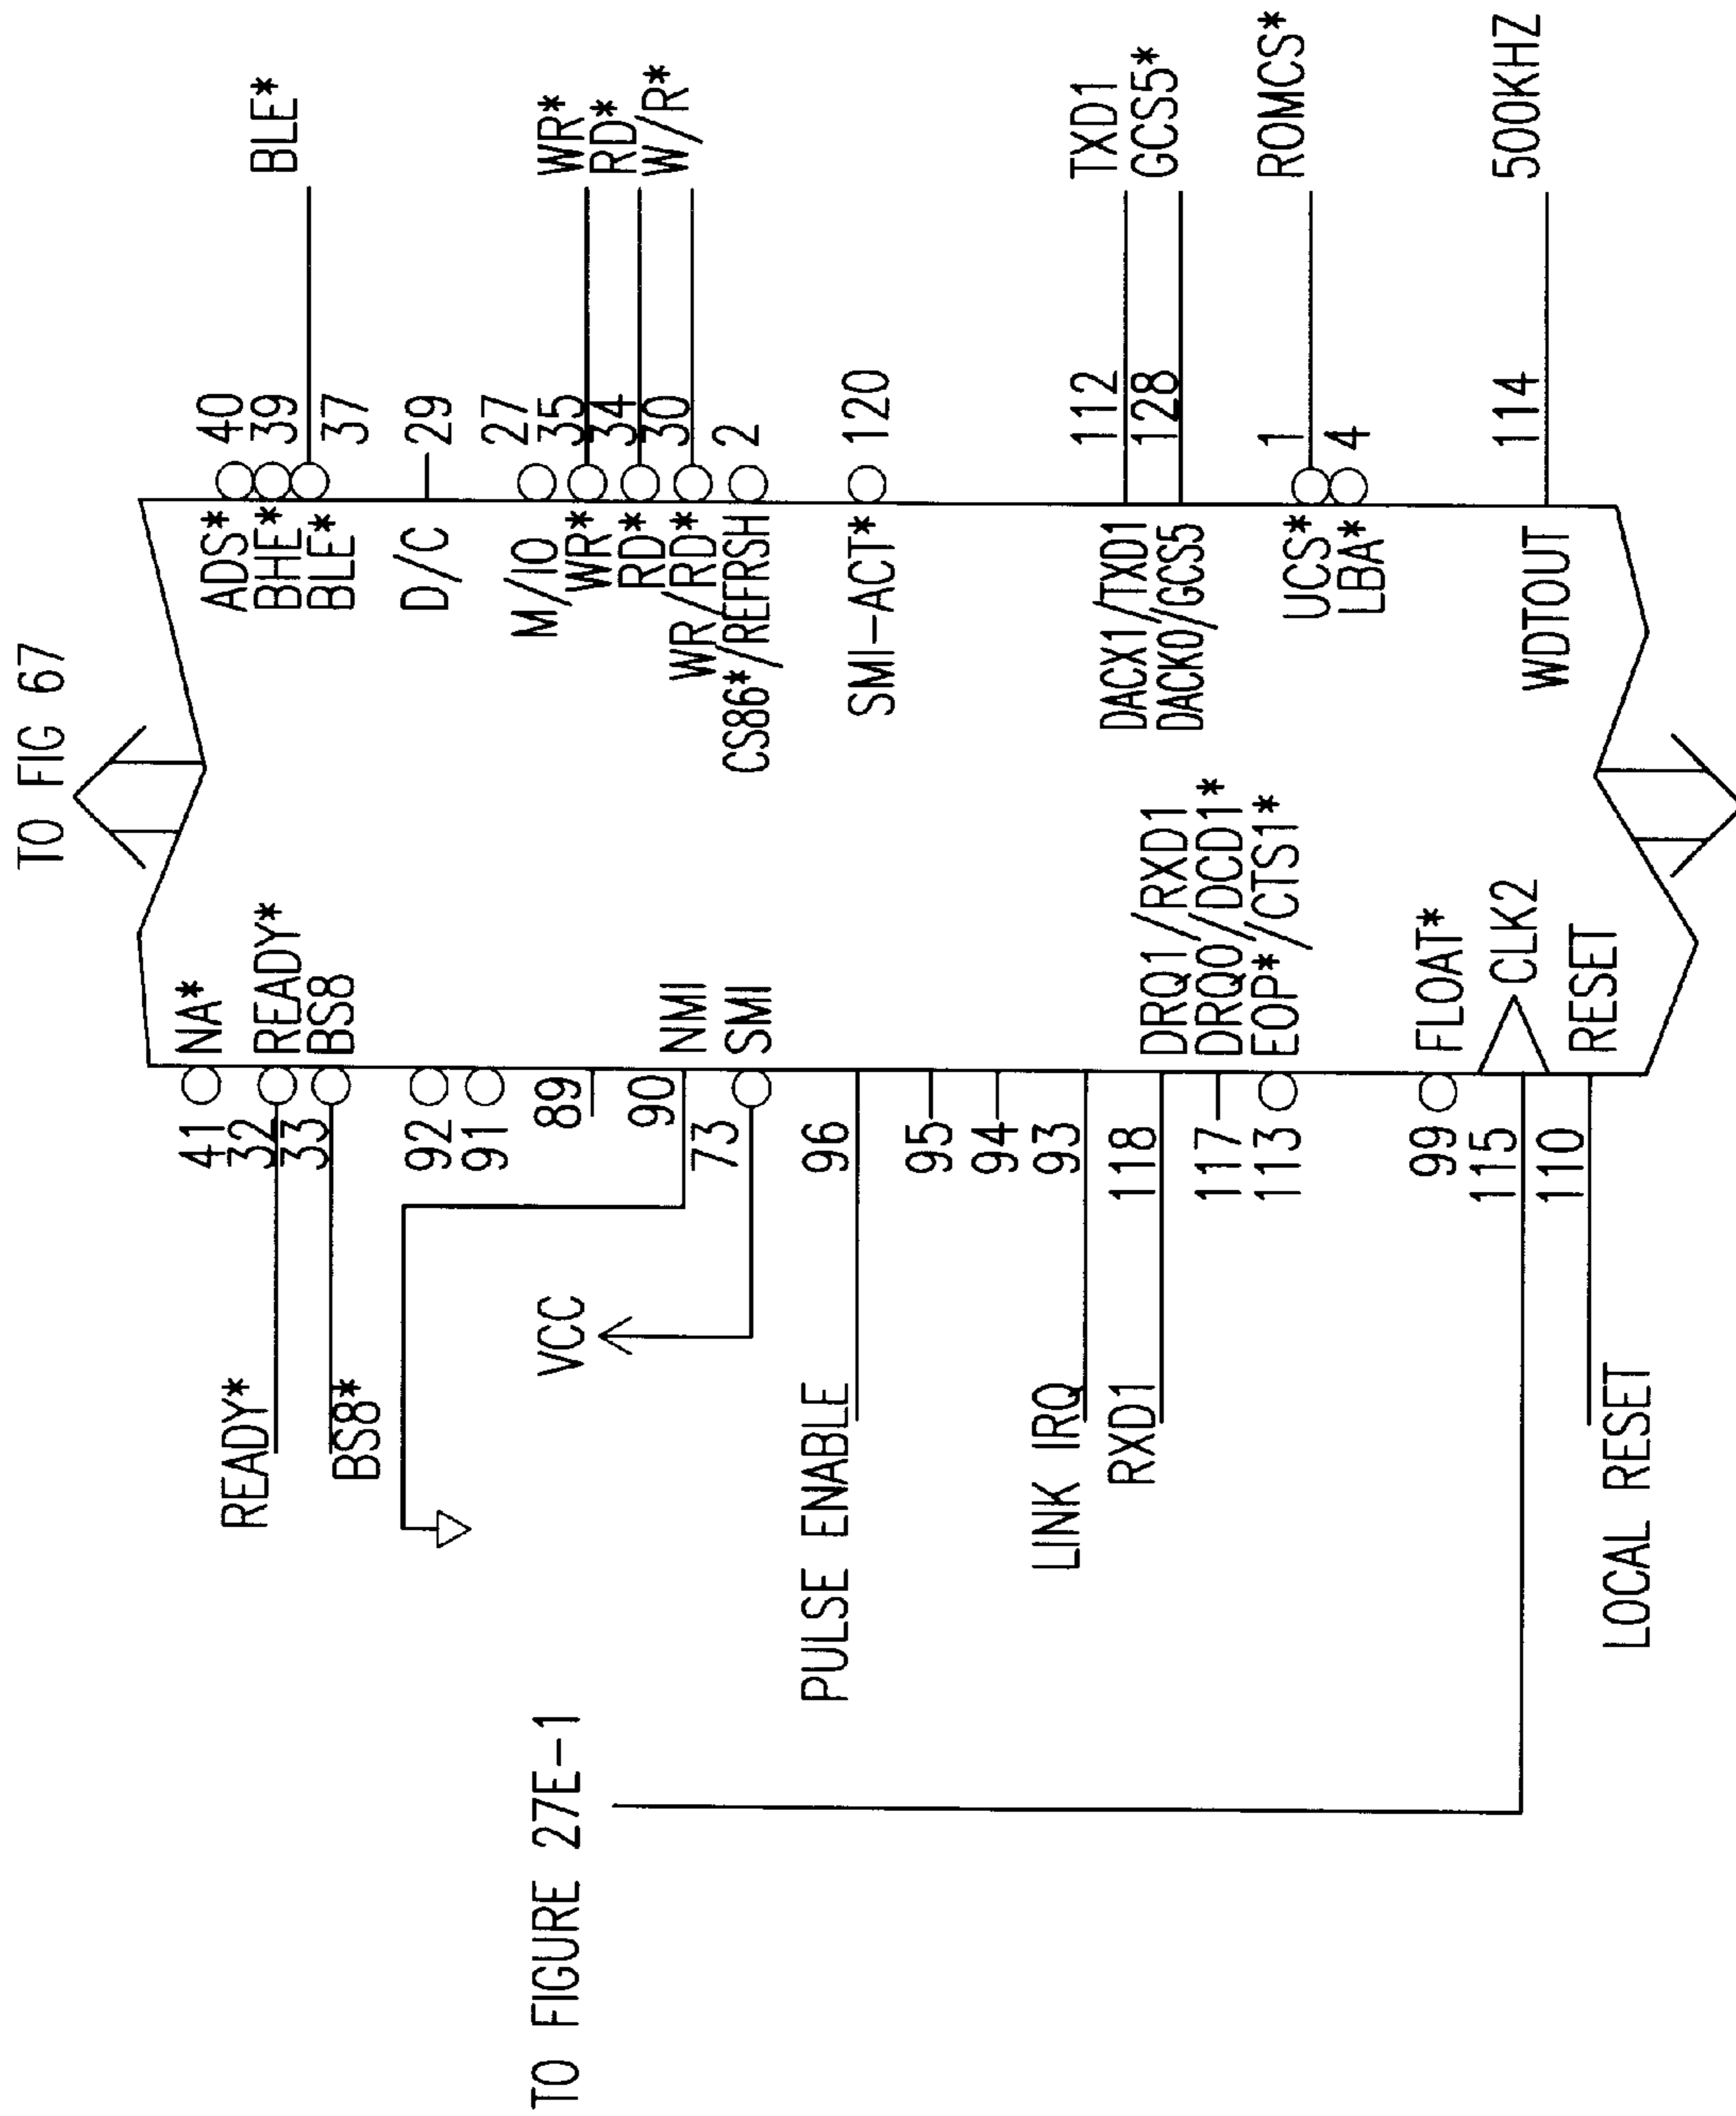 TO FIG 67
NA*
READY*
BS8
NMI
SMI
DRQ1/RXD1
DRQ0/DCD1*
EOP*/CTS1*
FLOAT*
CLK2
RESET
41
32
33
92
91
89
90
73
96
95
94
93
118
117
113
99
115
110
READY*
BS8*
VCC
PULSE ENABLE
LINK IRQ
RXD1
LOCAL RESET
TO FIGURE 27E-1
ADS*
BHE*
BLE*
D/C
M/IO
WR*
RD*
WR/RD*
CS86*/REFRSH
SMI-ACT*
DACX1/TXD1
DACK0/GCS5
UCS*
LBA*
WDTOUT
40
39
37
29
27
35
34
30
2
120
112
128
1
4
114
BLE*
WR*
RD*
W/R*
TXD1
GCS5*
ROMCS*
500KHZ